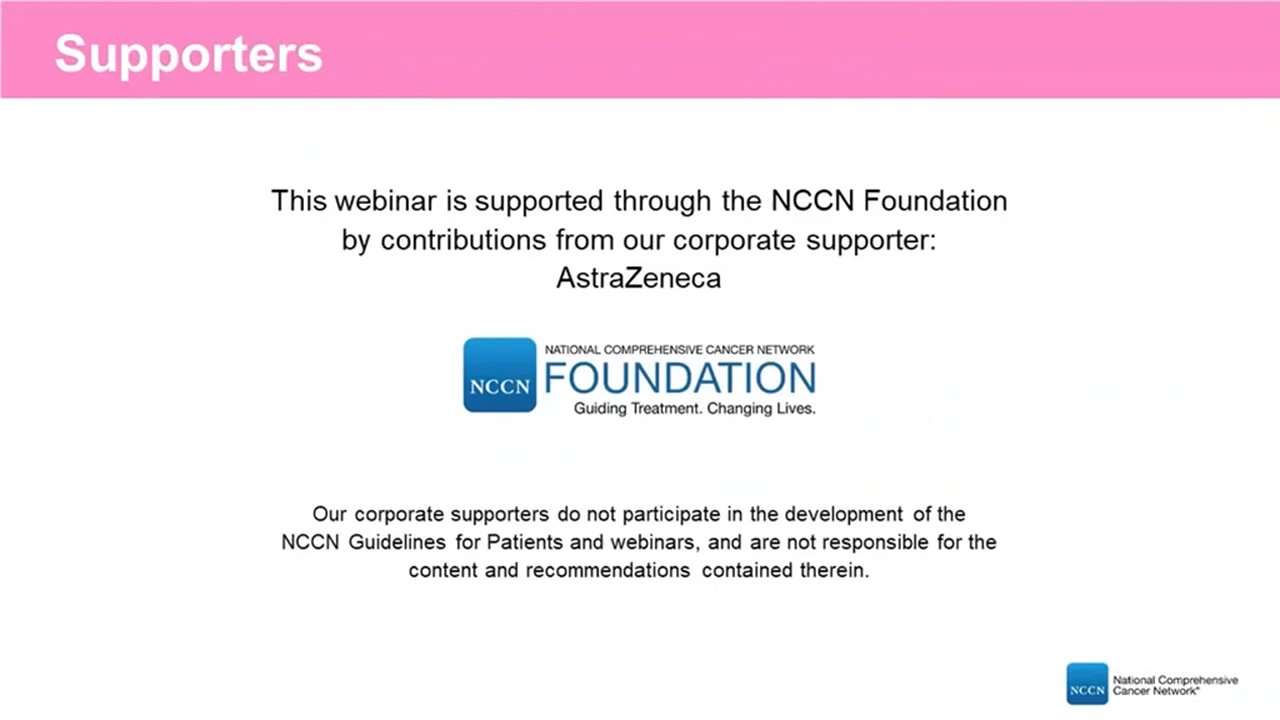 Supporters
This webinar is supported through the NCCN Foundation
by contributions from our corporate supporter:
AstraZeneca
NCCN
NATIONAL COMPREHENSIVE CANCER NETWORK
FOUNDATION
Guiding Treatment. Changing Lives.
Our corporate supporters do not participate in the development of the
NCCN Guidelines for Patients and webinars, and are not responsible for the
content and recommendations contained therein.
NCCN
National Comprehensive
Cancer Network®